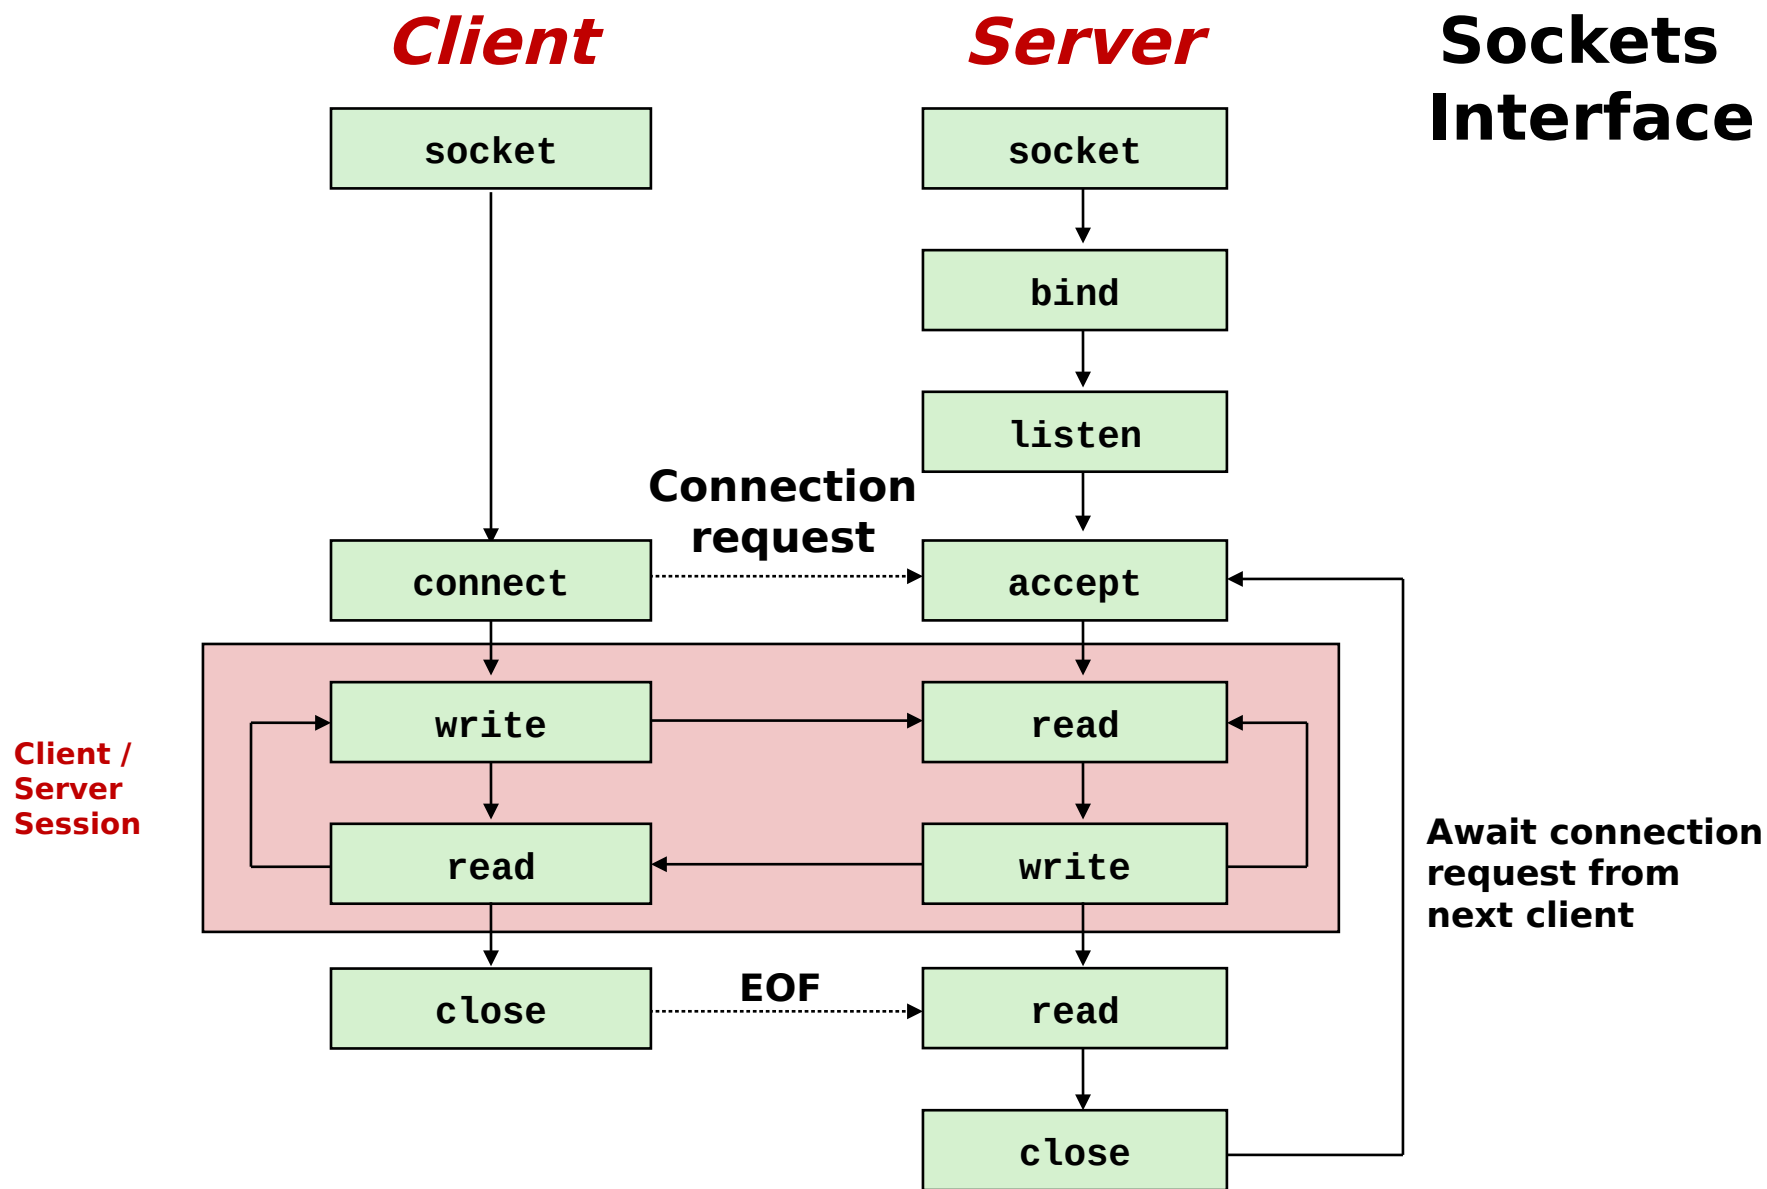 Client
Server
Sockets
Interface
socket
socket
bind
listen
Connection
request
connect
accept
write
read
Client /
Server
Session
read
write
Await connection
request from
next client
close
EOF
read
close